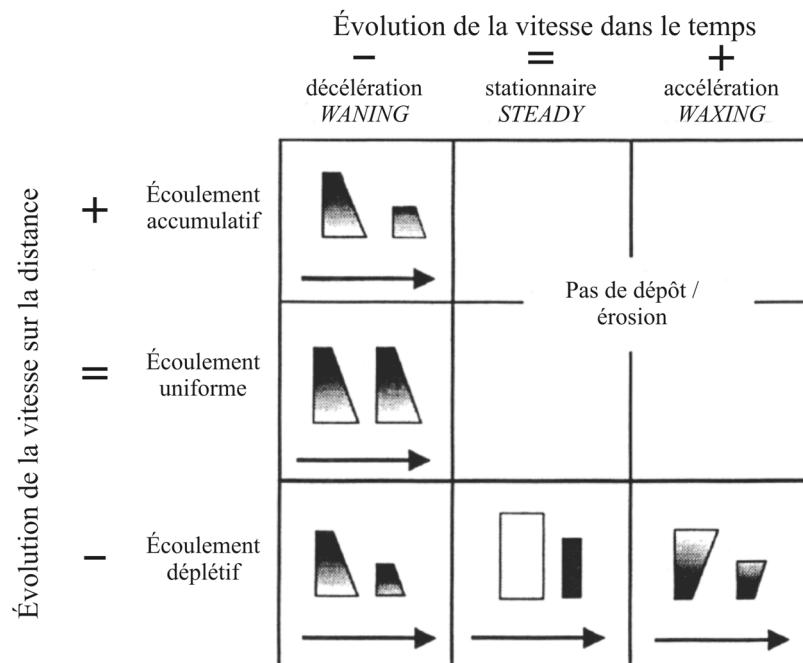 Évolution de la vitesse dans le temps
− = +
décélération stationnaire accélération
WANING STEADY WAXING
Évolution de la vitesse sur la distance
+ Écoulement
accumulatif
Pas de dépôt /
érosion
= Écoulement
uniforme
− Écoulement
déplétif